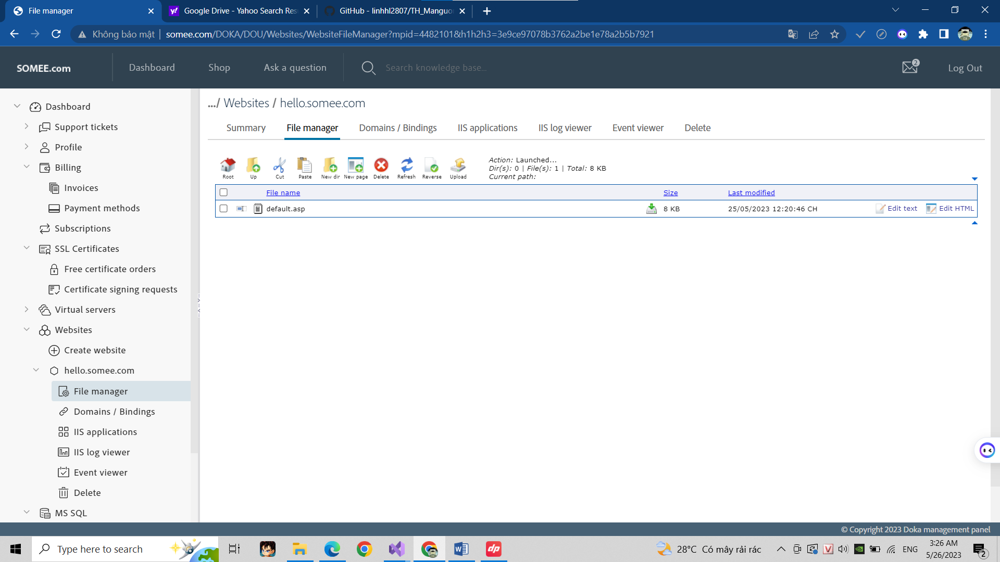 File manager
Google Drive - Yahoo Search Res
GitHub - linhhl2807/TH_Manguo
Không bảo mật
somee.com/DOKA/DOU/Websites/WebsiteFileManager?mpid=4482101&h1h2h3=3e9ce97078b3762a2be1e78a2b5b7921
SOMEE.com
Dashboard
Shop
Ask a question
Search knowledge base...
2
Log Out
Dashboard
Support tickets
Profile
Billing
Invoices
Payment methods
Subscriptions
SSL Certificates
Free certificate orders
Certificate signing requests
Virtual servers
Websites
Create website
hello.somee.com
File manager
Domains / Bindings
IIS applications
IIS log viewer
Event viewer
Delete
MS SQL
.../ Websites / hello.somee.com
Summary
File manager
Domains / Bindings
IIS applications
IIS log viewer
Event viewer
Delete
Root
Up
Cut
Paste
New dir
New page
Delete
Refresh
Reverse
Upload
Action: Launched...
Dir(s): 0 | File(s): 1 | Total: 8 KB
Current path:
File name
Size
Last modified
default.asp
8 KB
25/05/2023 12:20:46 CH
Edit text
Edit HTML
© Copyright 2023 Doka management panel
Type here to search
dp
28°C Có mây rải rác
ENG
3:26 AM
5/26/2023
2